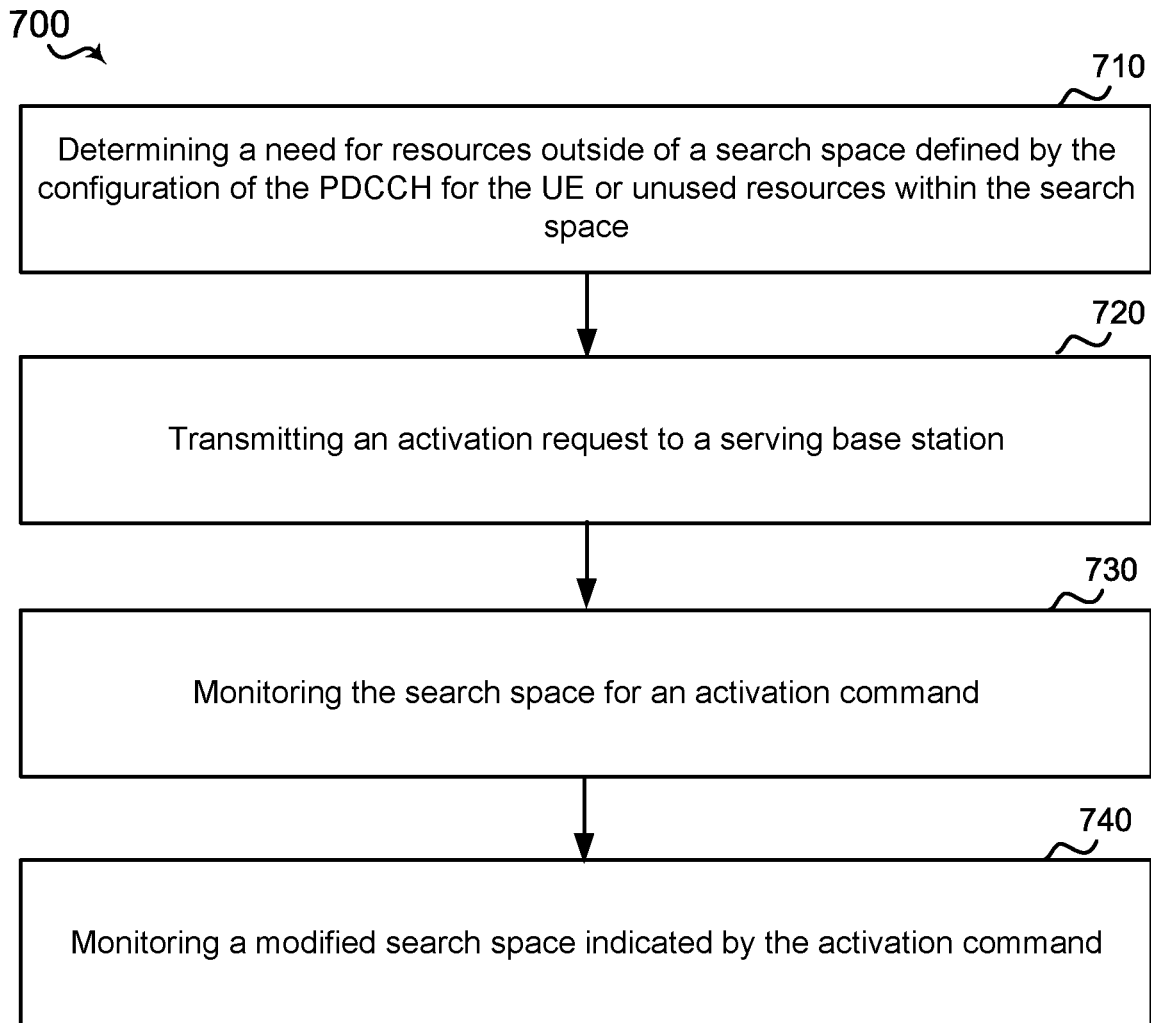 700
710
Determining a need for resources outside of a search space defined by the
configuration of the PDCCH for the UE or unused resources within the search
space
720
Transmitting an activation request to a serving base station
730
Monitoring the search space for an activation command
740
Monitoring a modified search space indicated by the activation command